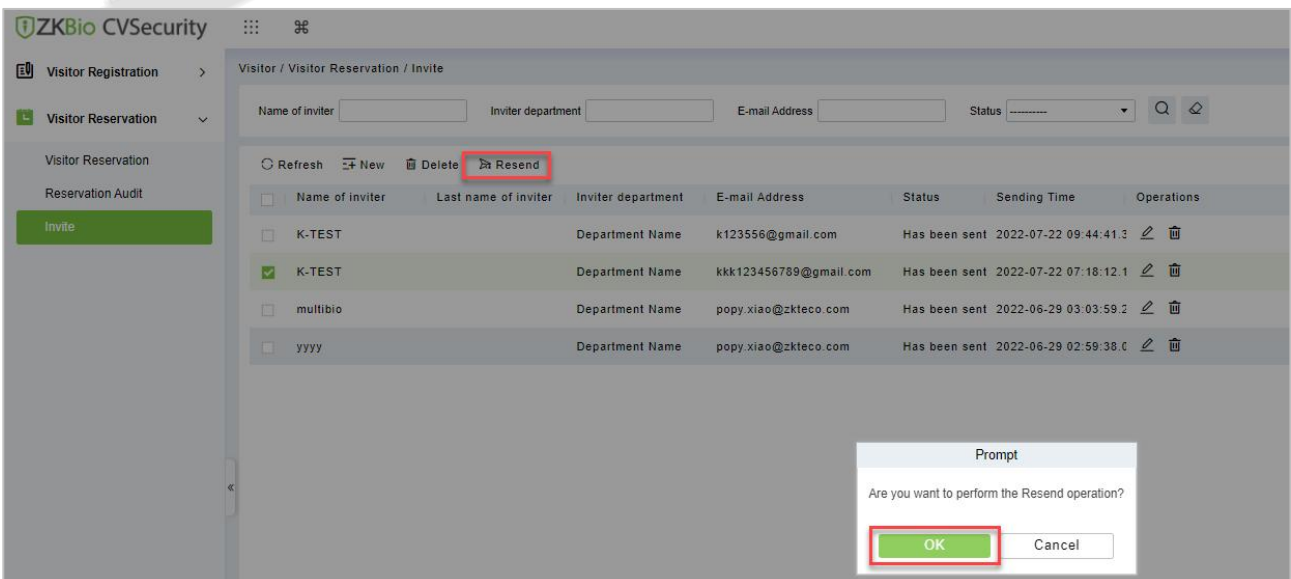 ZKBio CVSecurity
Visitor Registration
Visitor / Visitor Reservation / Invite
Visitor Reservation
Name of inviter Inviter department E-mail Address Status ----------
Visitor Reservation
Reservation Audit
Invite
Refresh New Delete Resend
Name of inviter Last name of inviter Inviter department E-mail Address Status Sending Time Operations
K-TEST Department Name k123556@gmail.com Has been sent 2022-07-22 09:44:41.3
K-TEST Department Name kkk123456789@gmail.com Has been sent 2022-07-22 07:18:12.1
multibio Department Name popy.xiao@zkteco.com Has been sent 2022-06-29 03:03:59.2
yyyy Department Name popy.xiao@zkteco.com Has been sent 2022-06-29 02:59:38.0
Prompt
Are you want to perform the Resend operation?
OK Cancel